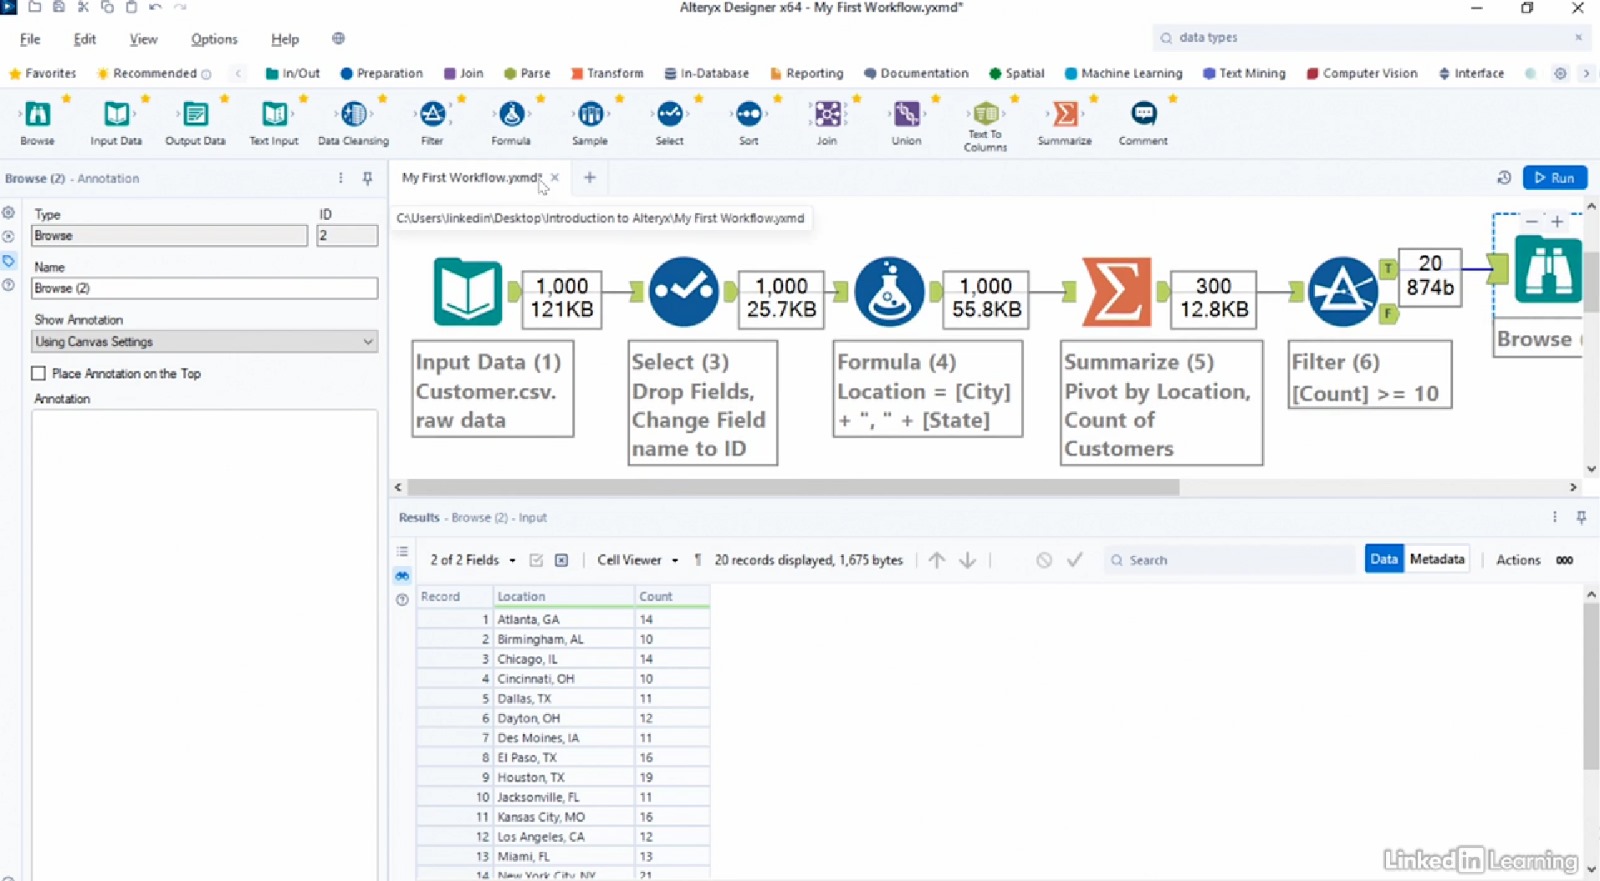 Alteryx Designer x64 - My First Workflow.yxmd*
File Edit View Options Help
data types
Favorites Recommended In/Out Preparation Join Parse Transform In-Database Reporting Documentation Spatial Machine Learning Text Mining Computer Vision Interface
Browse Input Data Output Data Text Input Data Cleansing Filter Formula Sample Select Sort Join Union Text To Columns Summarize Comment
Browse (2) - Annotation
Type ID
Browse 2
Name
Browse (2)
Show Annotation
Using Canvas Settings
Place Annotation on the Top
Annotation
My First Workflow.yxmd*
Run
C:\Users\linkedin\Desktop\Introduction to Alteryx\My First Workflow.yxmd
1,000
121KB
1,000
25.7KB
1,000
55.8KB
300
12.8KB
T
F
20
874b
Input Data (1)
Customer.csv.
raw data
Select (3)
Drop Fields,
Change Field
name to ID
Formula (4)
Location = [City]
+ ", " + [State]
Summarize (5)
Pivot by Location,
Count of
Customers
Filter (6)
[Count] >= 10
Browse (
Results - Browse (2) - Input
2 of 2 Fields Cell Viewer 20 records displayed, 1,675 bytes Search Data Metadata Actions
Record Location Count
1 Atlanta, GA 14
2 Birmingham, AL 10
3 Chicago, IL 14
4 Cincinnati, OH 10
5 Dallas, TX 11
6 Dayton, OH 12
7 Des Moines, IA 11
8 El Paso, TX 16
9 Houston, TX 19
10 Jacksonville, FL 11
11 Kansas City, MO 16
12 Los Angeles, CA 12
13 Miami, FL 13
14 New York City, NY 21
LinkedIn Learning